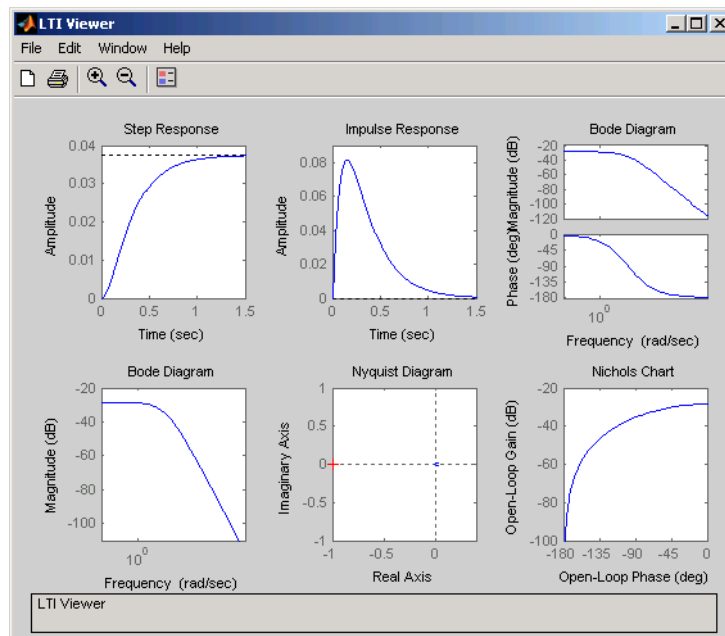 LTI Viewer
File Edit Window Help
Step Response
Amplitude
0.04
0.03
0.02
0.01
0
0 0.5 1 1.5
Time (sec)
Impulse Response
Amplitude
0.08
0.06
0.04
0.02
0
0 0.5 1 1.5
Time (sec)
Bode Diagram
Magnitude (dB)
-20
-40
-60
-80
-100
-120
Phase (deg)
0
-45
-90
-135
-180
10^0
Frequency (rad/sec)
Bode Diagram
Magnitude (dB)
-20
-40
-60
-80
-100
10^0
Frequency (rad/sec)
Nyquist Diagram
Imaginary Axis
1
0.5
0
-0.5
-1
-1 -0.5 0
Real Axis
Nichols Chart
Open-Loop Gain (dB)
-20
-40
-60
-80
-100
-180 -135 -90 -45 0
Open-Loop Phase (deg)
LTI Viewer